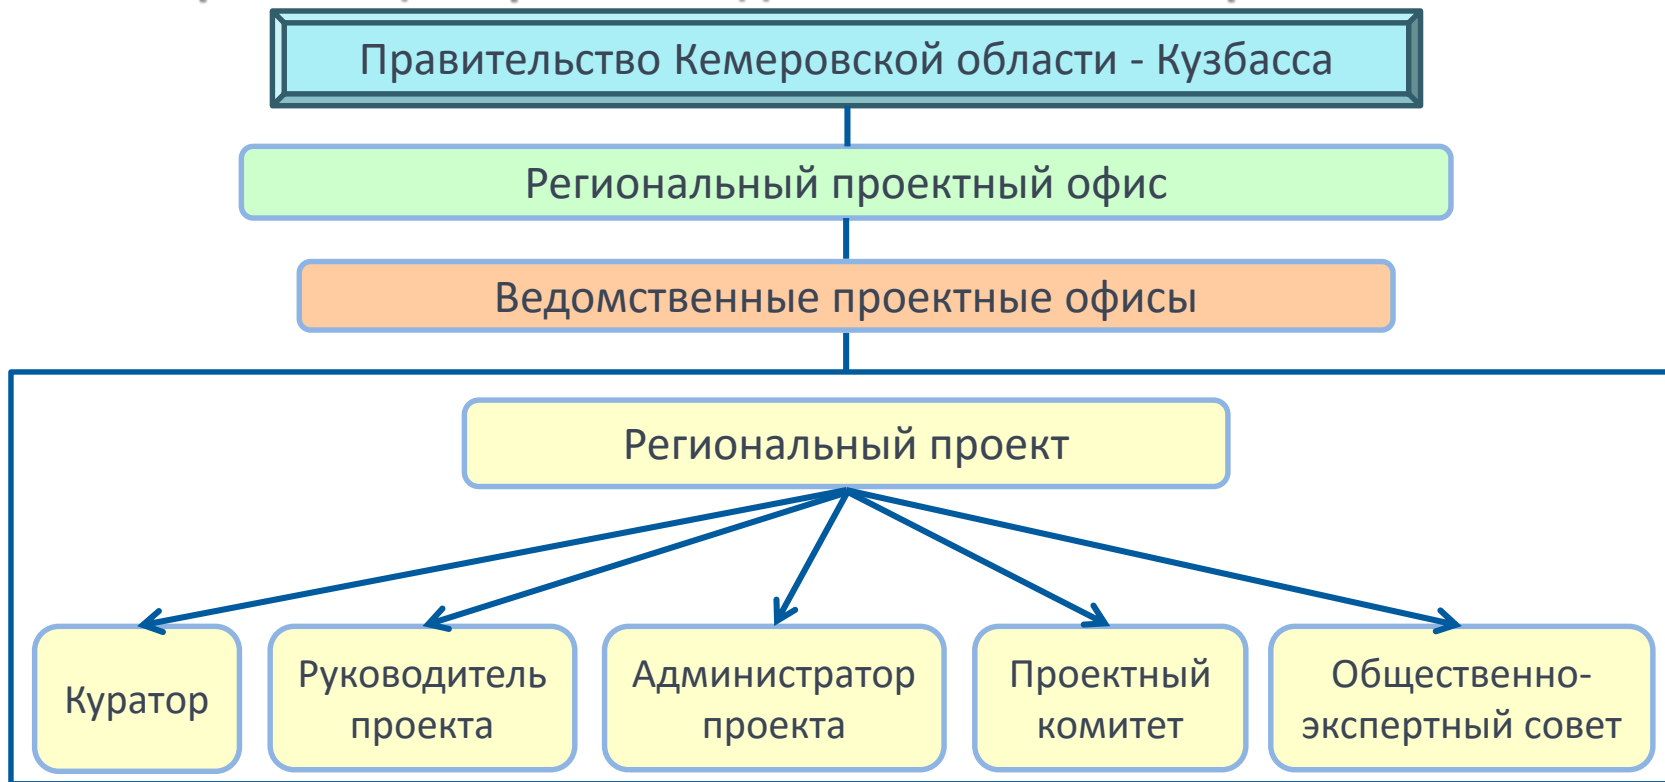 Правительство Кемеровской области - Кузбасса
Региональный проектный офис
Ведомственные проектные офисы
Региональный проект
Куратор
Руководитель
проекта
Администратор
проекта
Проектный
комитет
Общественно-
экспертный совет